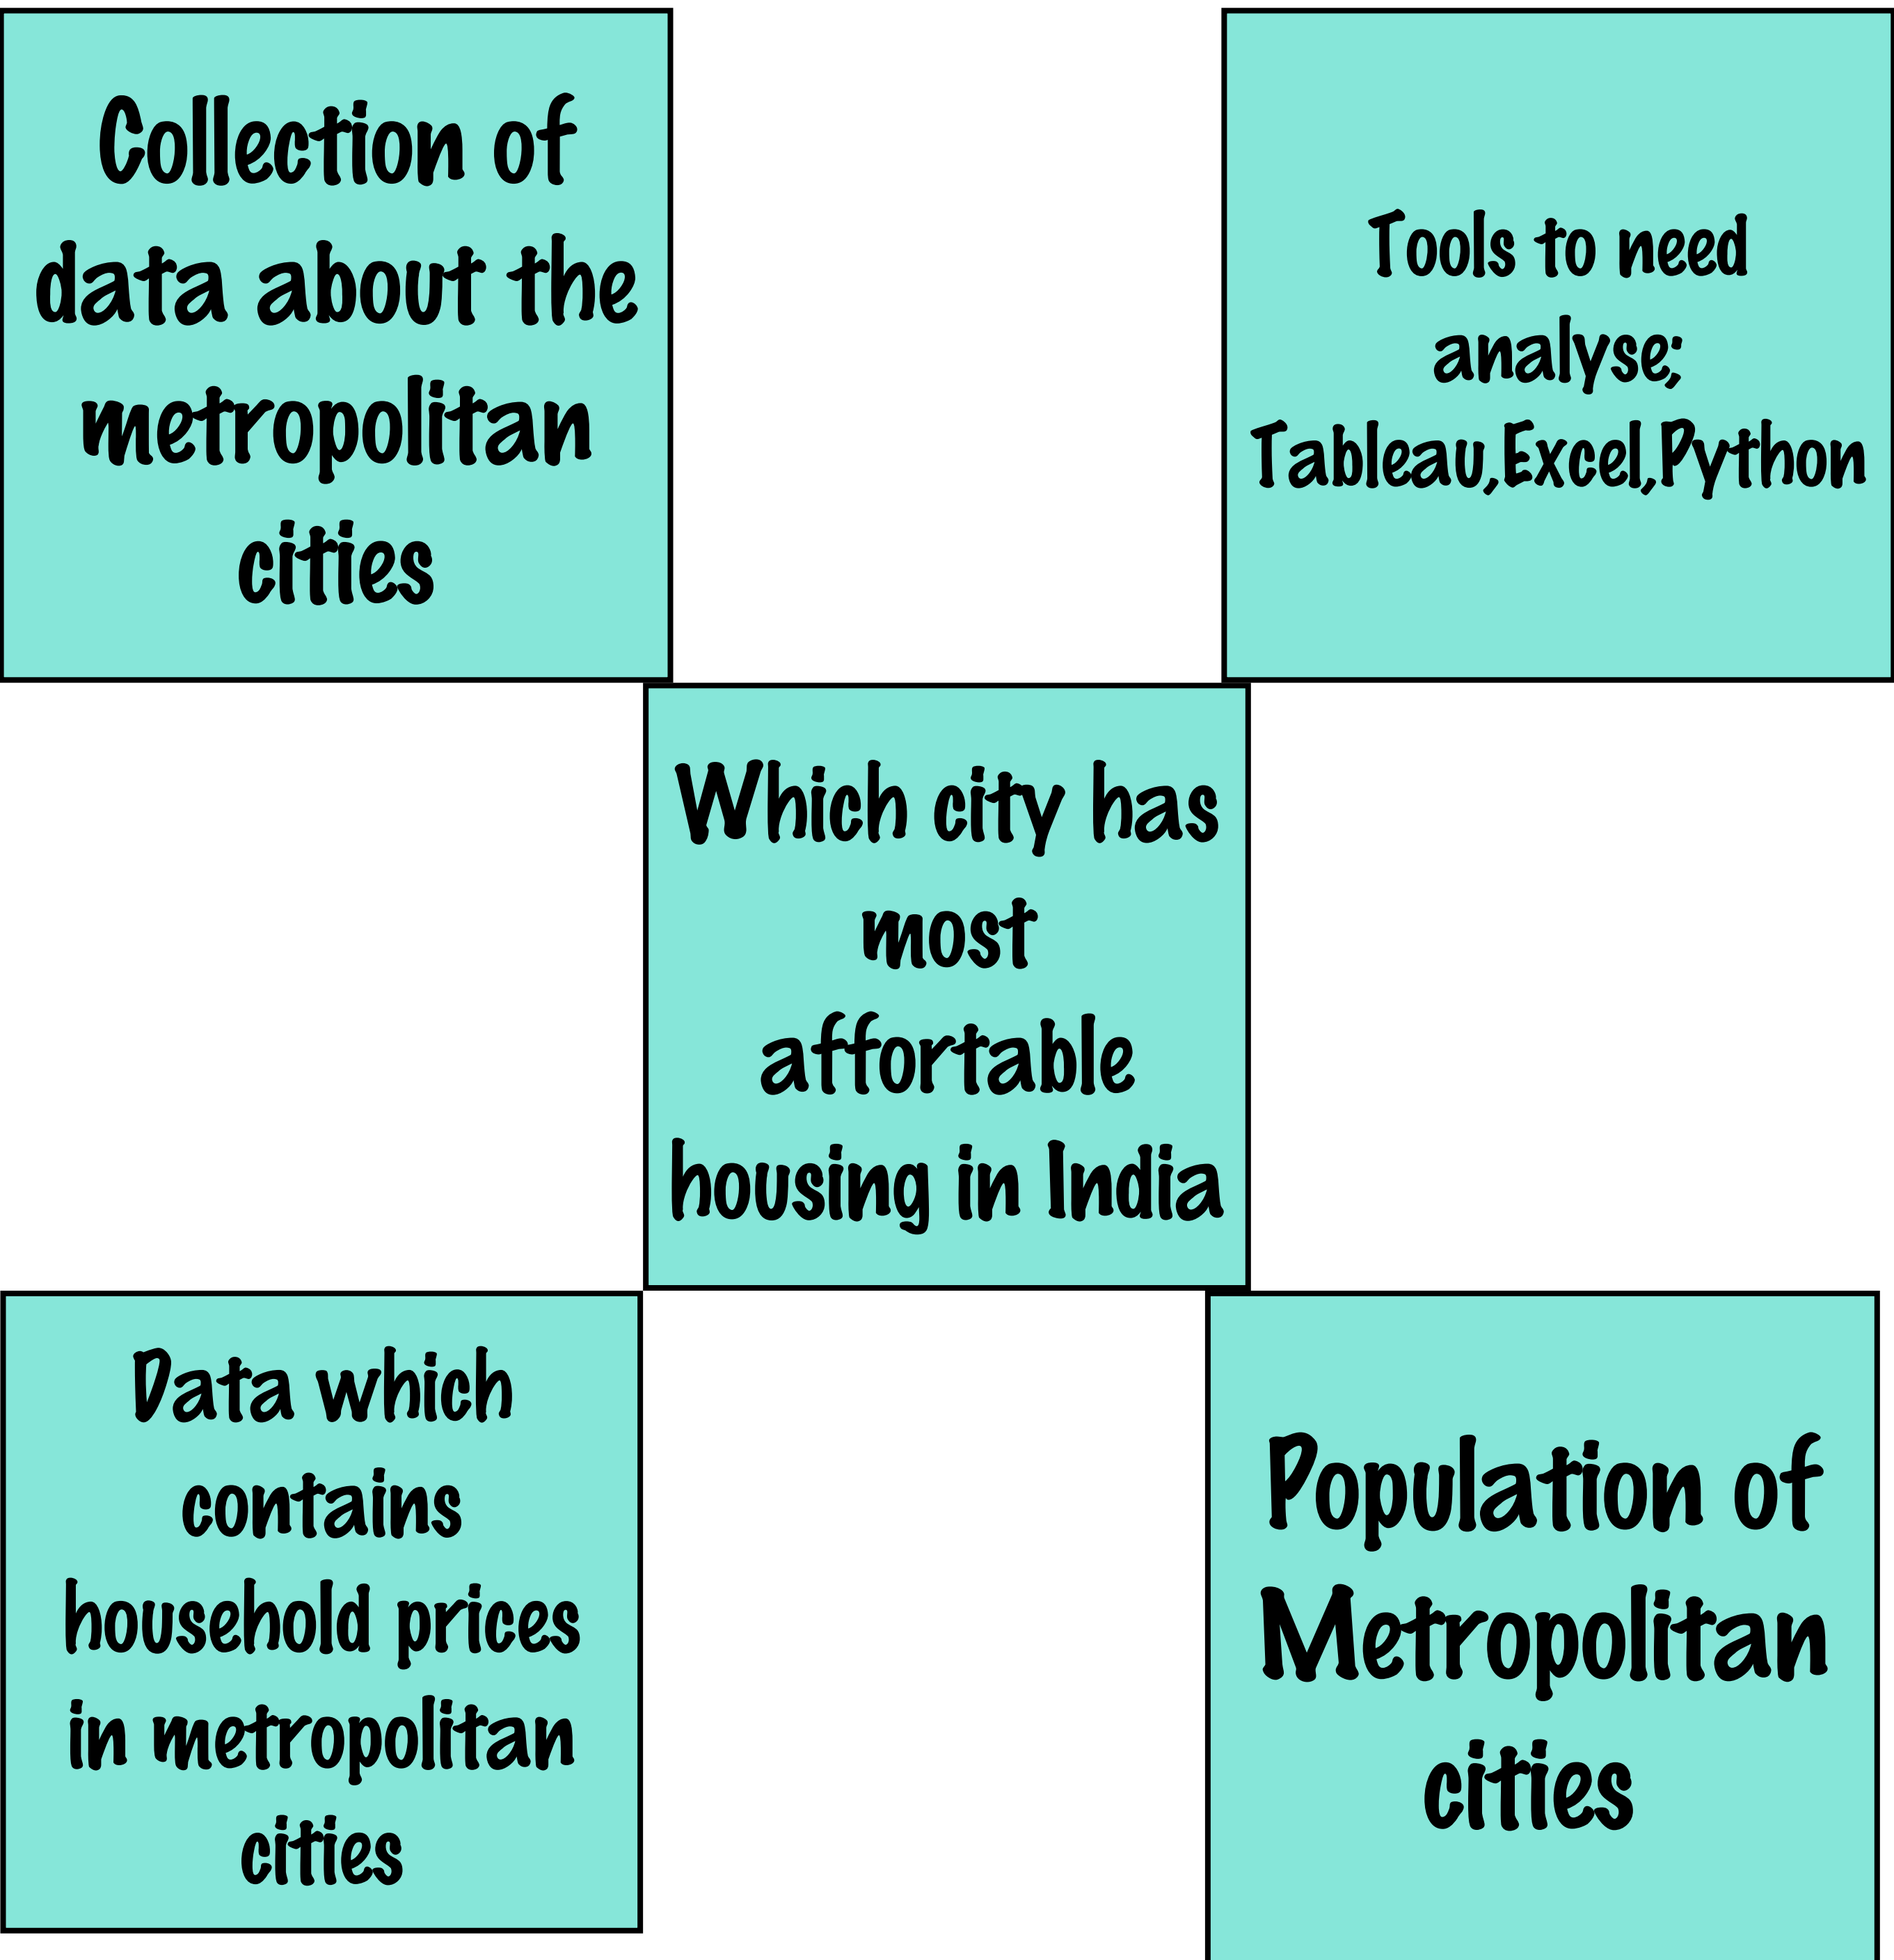 Collection of
data about the
metropolitan
cities
Tools to need
analyse;
Tableau,Excel,Python
Which city has
most
affortable
housing in India
Data which
contains
household prices
in metropolitan
cities
Population of
Metropolitan
cities